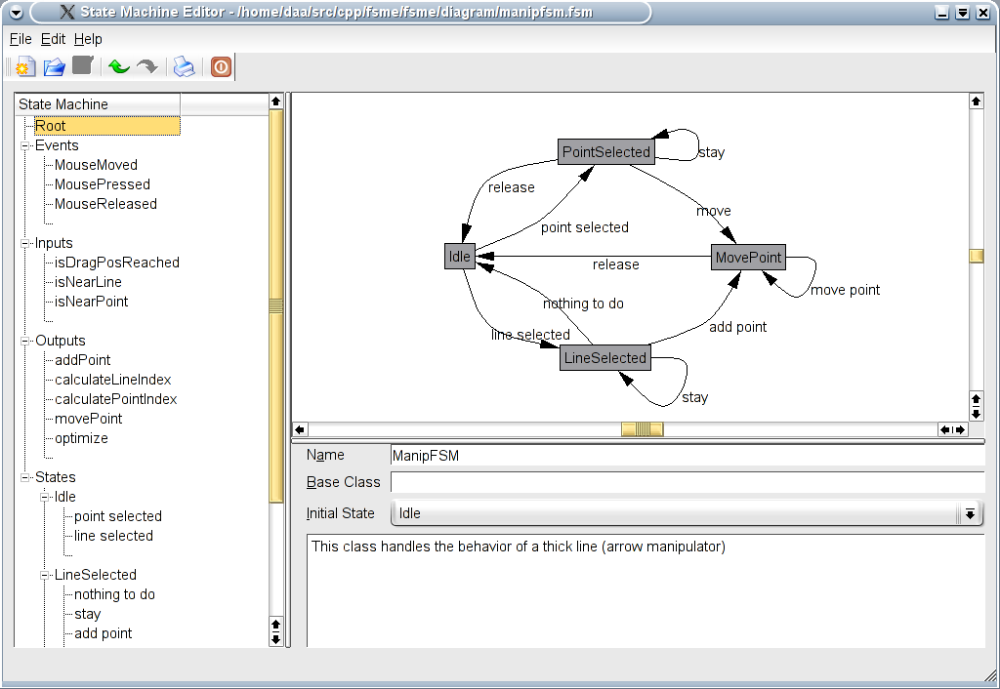 State Machine Editor - /home/daa/src/cpp/fsme/fsme/diagram/manipfsm.fsm
File Edit Help
State Machine
Root
Events
MouseMoved
MousePressed
MouseReleased
Inputs
isDragPosReached
isNearLine
isNearPoint
Outputs
addPoint
calculateLineIndex
calculatePointIndex
movePoint
optimize
States
Idle
point selected
line selected
LineSelected
nothing to do
stay
add point
PointSelected
stay
release
move
point selected
Idle
MovePoint
release
move point
nothing to do
add point
line selected
LineSelected
stay
Name ManipFSM
Base Class
Initial State Idle
This class handles the behavior of a thick line (arrow manipulator)